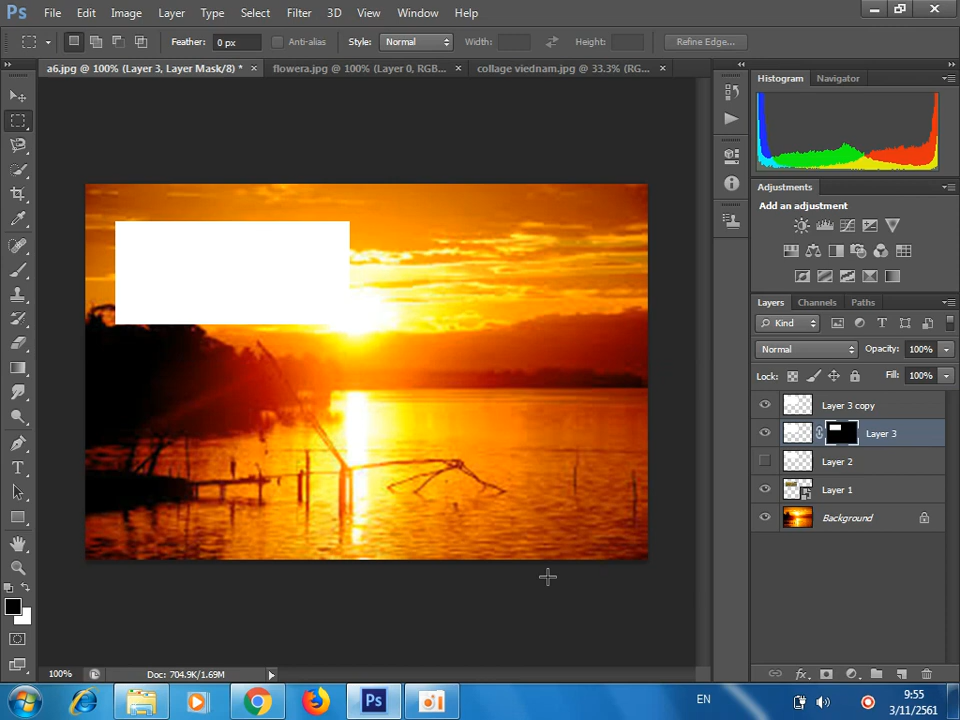 Ps File Edit Image Layer Type Select Filter 3D View Window Help
Feather: 0 px Anti-alias Style: Normal Width: Height: Refine Edge...
a6.jpg @ 100% (Layer 3, Layer Mask/8) * × flowera.jpg @ 100% (Layer 0, RGB... × collage viednam.jpg @ 33.3% (RG... ×
Histogram Navigator
Adjustments
Add an adjustment
Layers Channels Paths
Kind
Normal Opacity: 100%
Lock: Fill: 100%
Layer 3 copy
Layer 3
Layer 2
Layer 1
Background
100% Doc: 704.9K/1.69M
Ps EN 9:55
3/11/2561